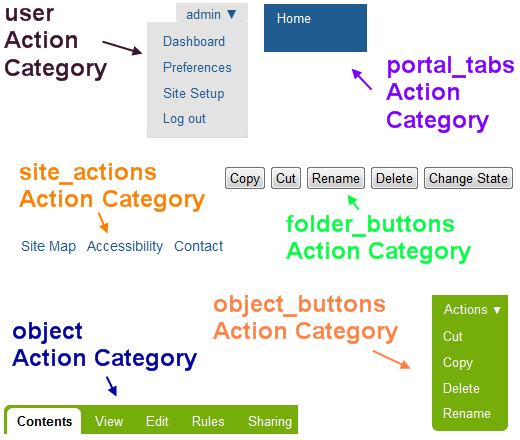 user
Action
Category
admin ▼
Dashboard
Preferences
Site Setup
Log out
Home
portal_tabs
Action
Category
site_actions
Action Category
Site Map Accessibility Contact
Copy Cut Rename Delete Change State
folder_buttons
Action Category
object_buttons
Action Category
Actions ▼
Cut
Copy
Delete
Rename
object
Action Category
Contents View Edit Rules Sharing